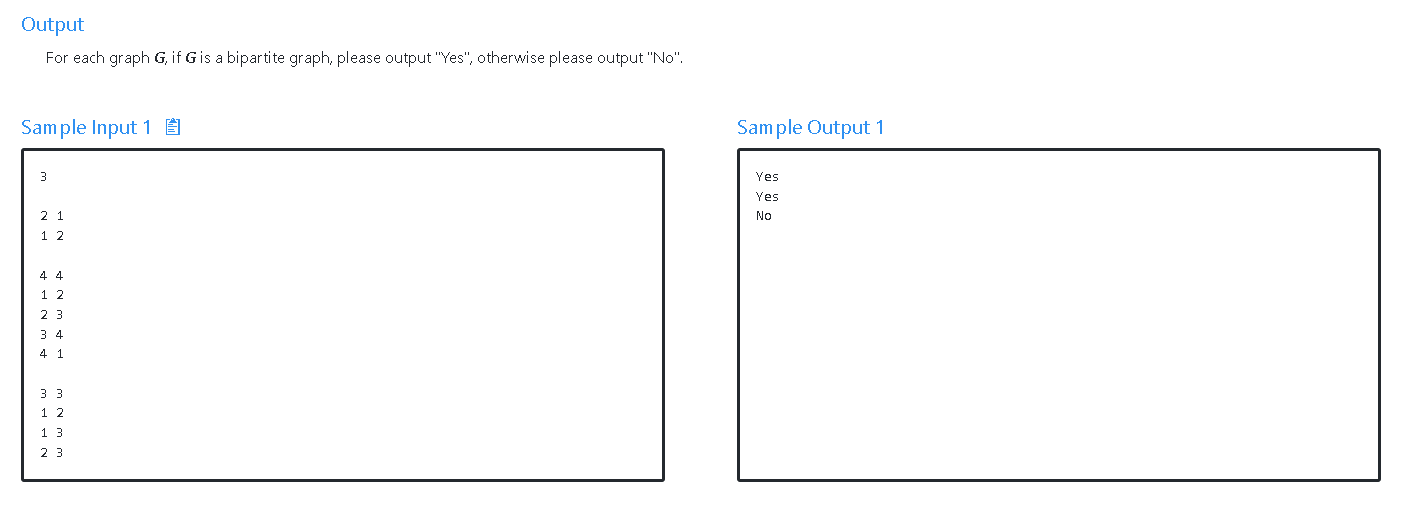 Output
For each graph G, if G is a bipartite graph, please output "Yes", otherwise please output "No".
Sample Input 1
3
2 1
1 2
4 4
1 2
2 3
3 4
4 1
3 3
1 2
1 3
2 3
Sample Output 1
Yes
Yes
No